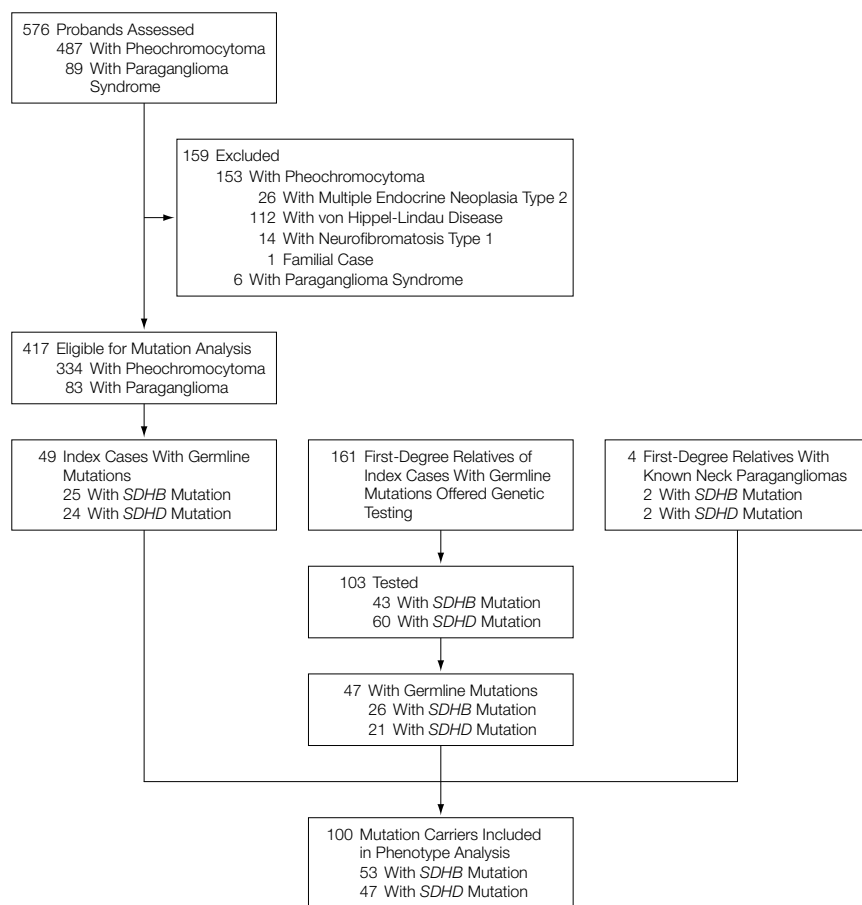 576 Probands Assessed
487 With Pheochromocytoma
89 With Paraganglioma
Syndrome
159 Excluded
153 With Pheochromocytoma
26 With Multiple Endocrine Neoplasia Type 2
112 With von Hippel-Lindau Disease
14 With Neurofibromatosis Type 1
1 Familial Case
6 With Paraganglioma Syndrome
417 Eligible for Mutation Analysis
334 With Pheochromocytoma
83 With Paraganglioma
49 Index Cases With Germline
Mutations
25 With SDHB Mutation
24 With SDHD Mutation
161 First-Degree Relatives of
Index Cases With Germline
Mutations Offered Genetic
Testing
4 First-Degree Relatives With
Known Neck Paragangliomas
2 With SDHB Mutation
2 With SDHD Mutation
103 Tested
43 With SDHB Mutation
60 With SDHD Mutation
47 With Germline Mutations
26 With SDHB Mutation
21 With SDHD Mutation
100 Mutation Carriers Included
in Phenotype Analysis
53 With SDHB Mutation
47 With SDHD Mutation